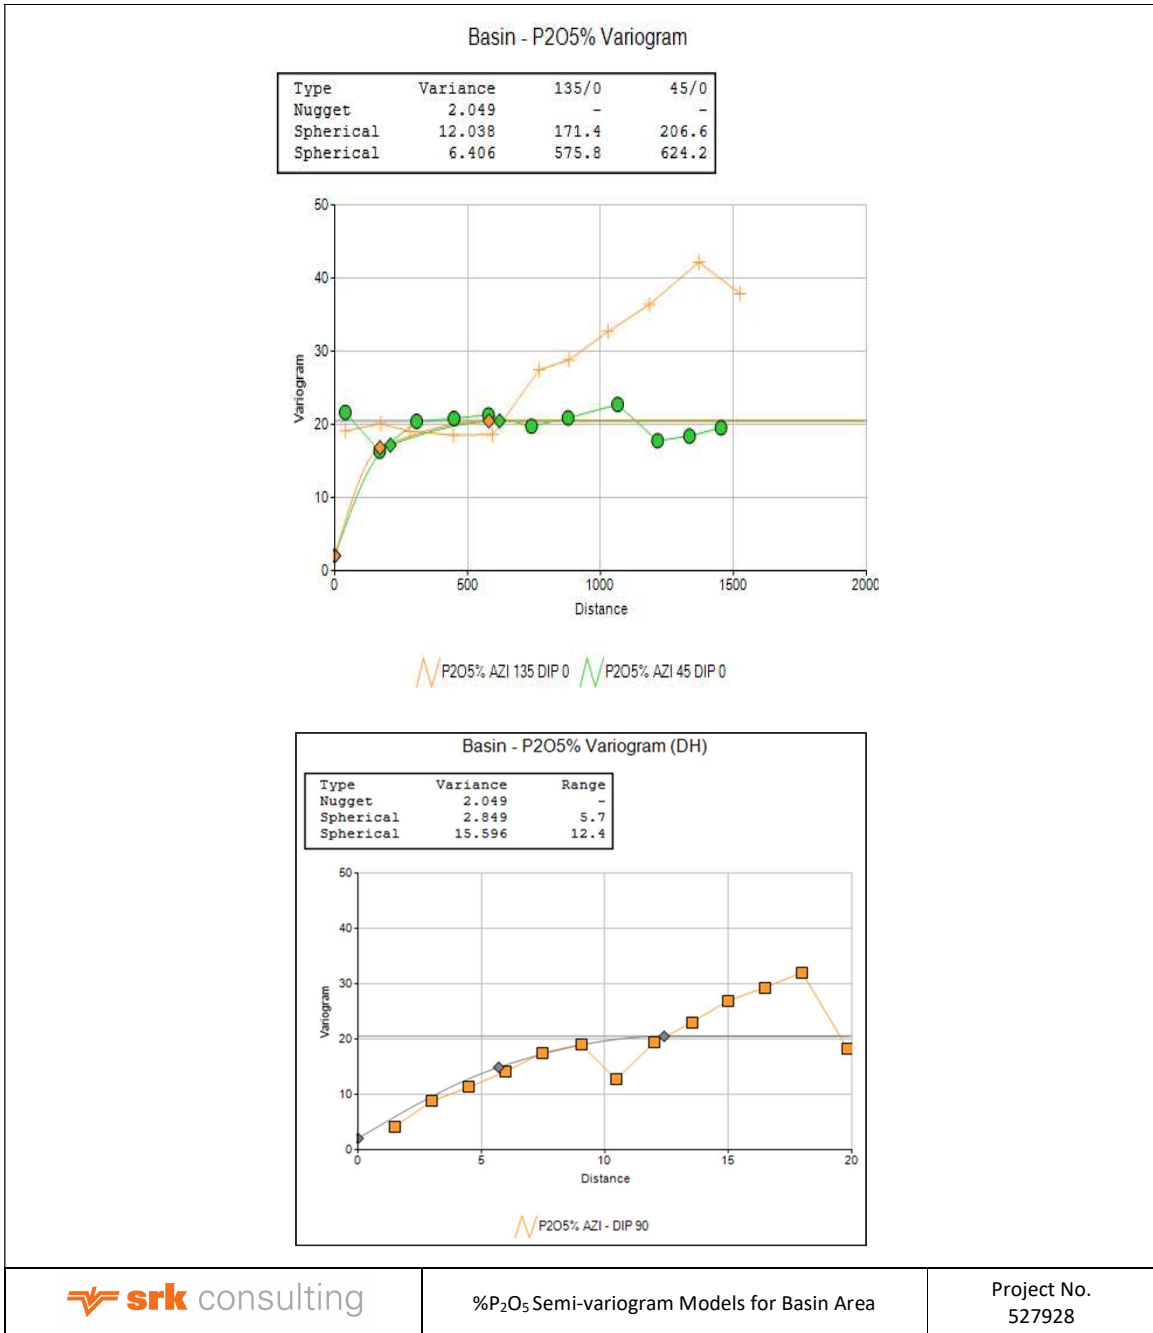 Basin - P2O5% Variogram
Type Variance 135/0 45/0
Nugget 2.049 - -
Spherical 12.038 171.4 206.6
Spherical 6.406 575.8 624.2
50
40
30
20
10
0
Variogram
0 500 1000 1500 2000
Distance
P2O5% AZI 135 DIP 0 P2O5% AZI 45 DIP 0
Basin - P2O5% Variogram (DH)
Type Variance Range
Nugget 2.049 -
Spherical 2.849 5.7
Spherical 15.596 12.4
50
40
30
20
10
0
Variogram
0 5 10 15 20
Distance
P2O5% AZI - DIP 90
srk consulting
%P₂O₅ Semi-variogram Models for Basin Area
Project No.
527928